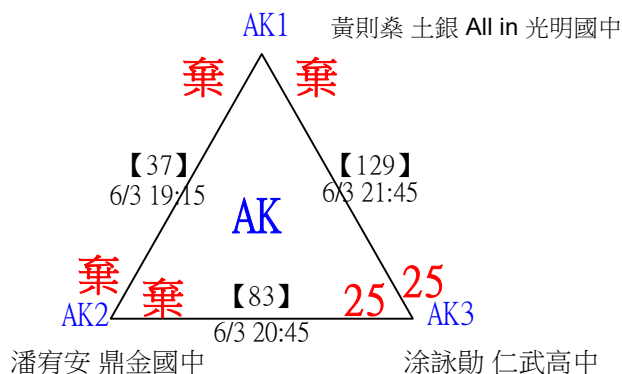 AK1 黃則燊 土銀 All in 光明國中
棄 棄
【37】 【129】
6/3 19:15 6/3 21:45
AK
棄 棄 【83】 25 25
AK2 AK3
6/3 20:45
潘宥安 鼎金國中 涂詠勛 仁武高中